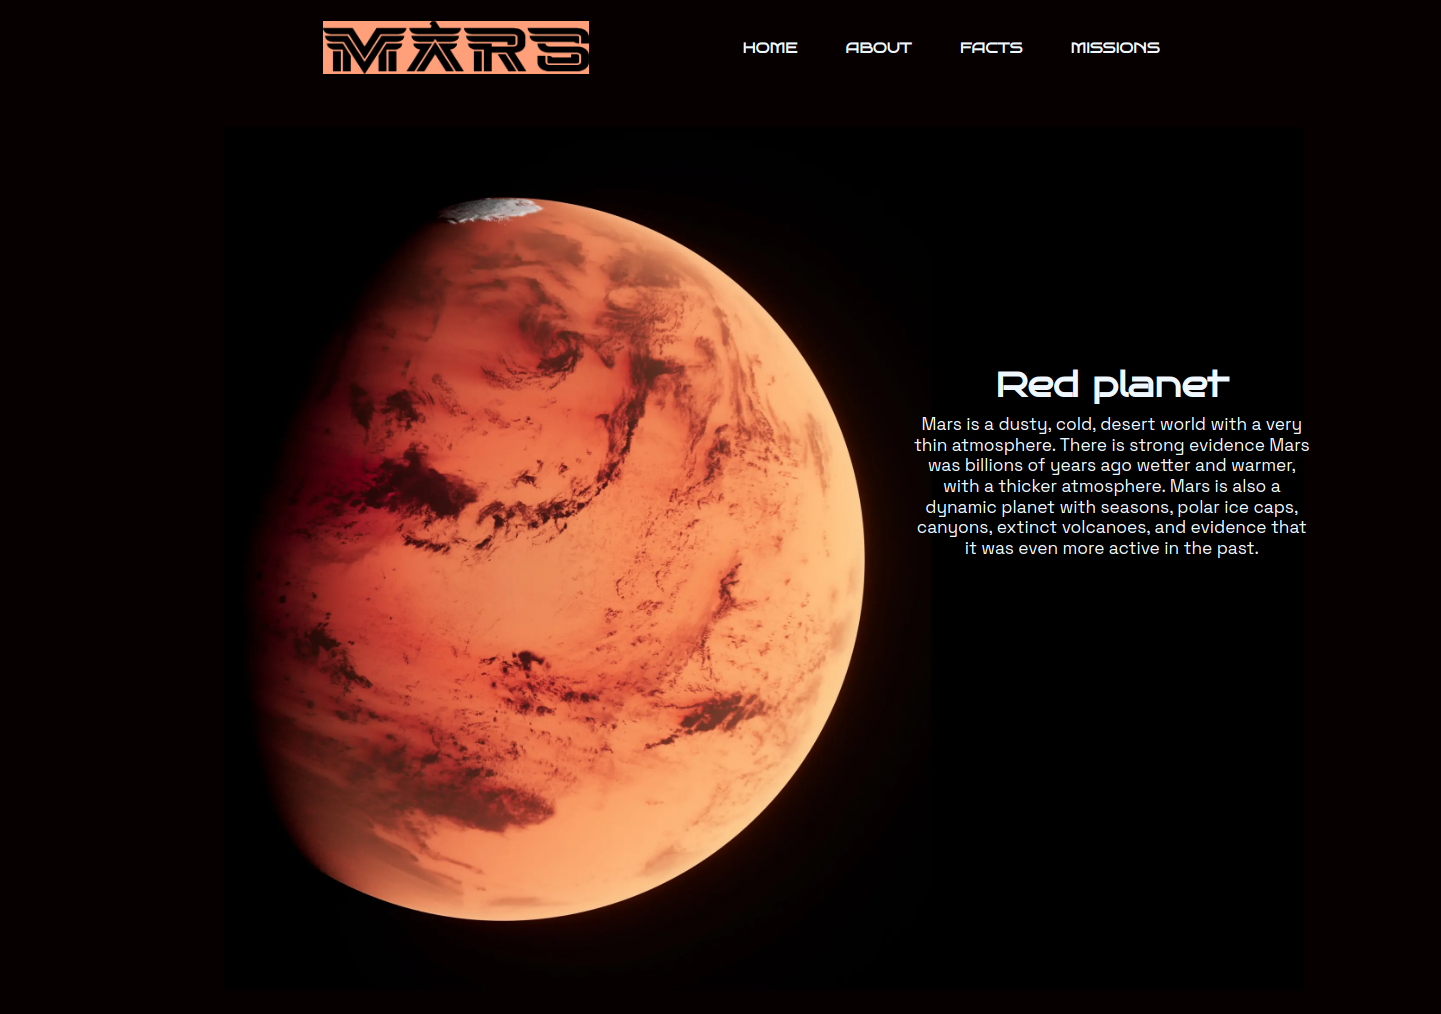 MARS
HOME ABOUT FACTS MISSIONS
Red planet
Mars is a dusty, cold, desert world with a very
thin atmosphere. There is strong evidence Mars
was billions of years ago wetter and warmer,
with a thicker atmosphere. Mars is also a
dynamic planet with seasons, polar ice caps,
canyons, extinct volcanoes, and evidence that
it was even more active in the past.